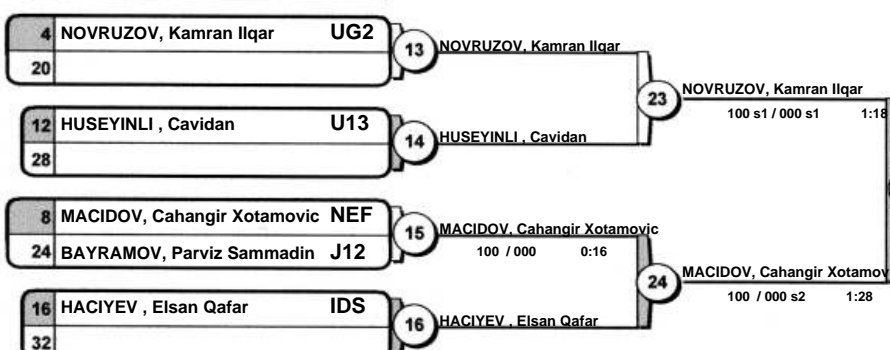 4 NOVRUZOV, Kamran Ilqar UG2
20
13
NOVRUZOV, Kamran Ilqar
12 HUSEYINLI , Cavidan U13
28
14
HUSEYINLI , Cavidan
23
NOVRUZOV, Kamran Ilqar
100 s1 / 000 s1 1:18
8 MACIDOV, Cahangir Xotamovic NEF
24 BAYRAMOV, Parviz Sammadin J12
15
MACIDOV, Cahangir Xotamovic
100 / 000 0:16
16 HACIYEV , Elsan Qafar IDS
32
16
HACIYEV , Elsan Qafar
24
MACIDOV, Cahangir Xotamov
100 / 000 s2 1:28